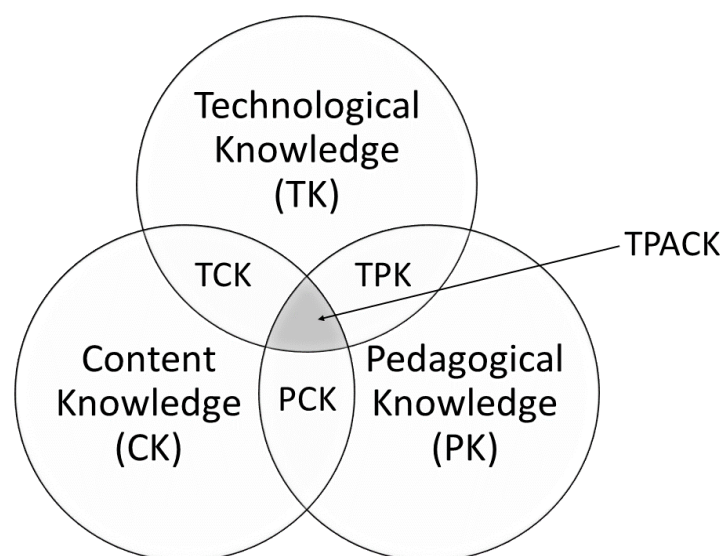 Technological
Knowledge
(TK)
TPACK
TCK
TPK
Content
Knowledge
(CK)
PCK
Pedagogical
Knowledge
(PK)